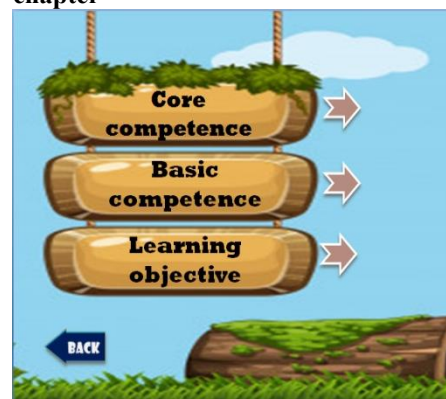 chapter
Core
competence
Basic
competence
Learning
objective
BACK